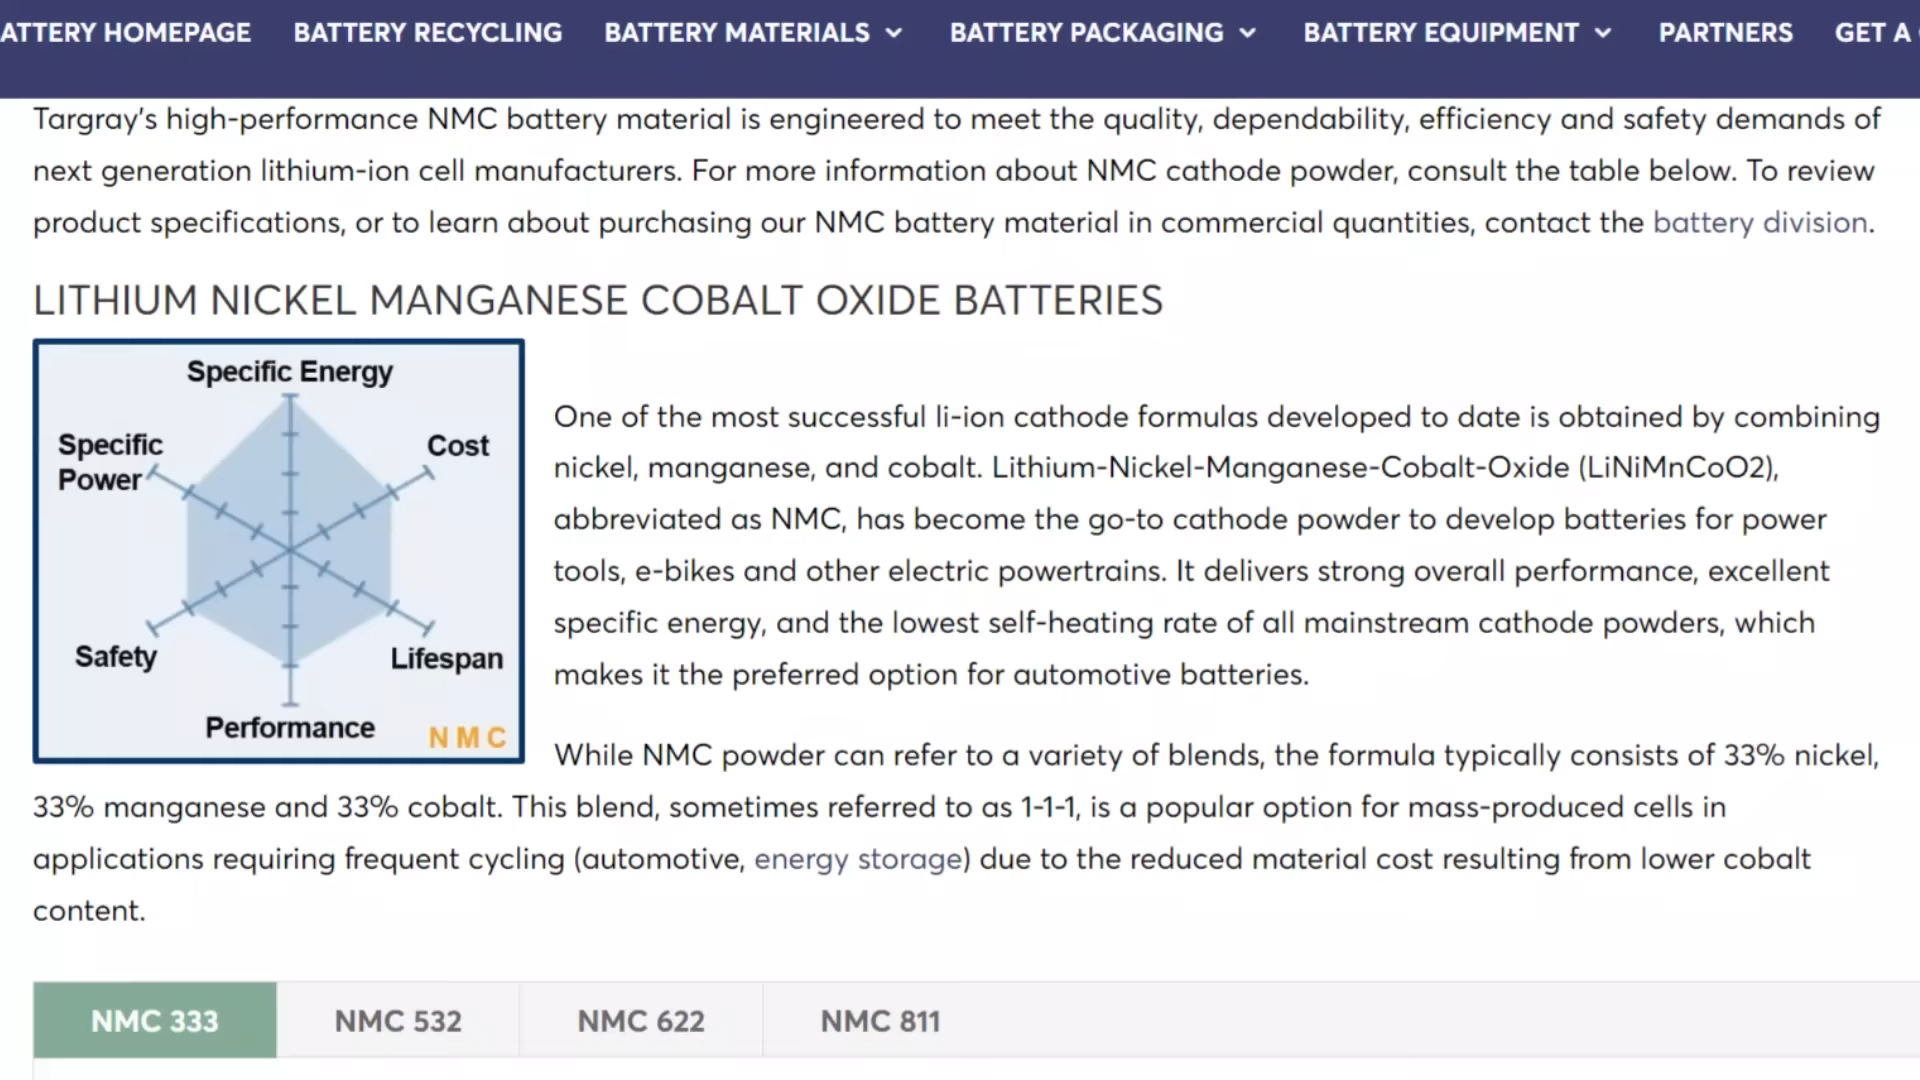 ATTERY HOMEPAGE BATTERY RECYCLING BATTERY MATERIALS BATTERY PACKAGING BATTERY EQUIPMENT PARTNERS GET A
Targray's high-performance NMC battery material is engineered to meet the quality, dependability, efficiency and safety demands of
next generation lithium-ion cell manufacturers. For more information about NMC cathode powder, consult the table below. To review
product specifications, or to learn about purchasing our NMC battery material in commercial quantities, contact the battery division.
LITHIUM NICKEL MANGANESE COBALT OXIDE BATTERIES
Specific Energy
Specific
Power
Cost
Safety
Lifespan
Performance
NMC
One of the most successful li-ion cathode formulas developed to date is obtained by combining
nickel, manganese, and cobalt. Lithium-Nickel-Manganese-Cobalt-Oxide (LiNiMnCoO2),
abbreviated as NMC, has become the go-to cathode powder to develop batteries for power
tools, e-bikes and other electric powertrains. It delivers strong overall performance, excellent
specific energy, and the lowest self-heating rate of all mainstream cathode powders, which
makes it the preferred option for automotive batteries.
While NMC powder can refer to a variety of blends, the formula typically consists of 33% nickel,
33% manganese and 33% cobalt. This blend, sometimes referred to as 1-1-1, is a popular option for mass-produced cells in
applications requiring frequent cycling (automotive, energy storage) due to the reduced material cost resulting from lower cobalt
content.
NMC 333 NMC 532 NMC 622 NMC 811